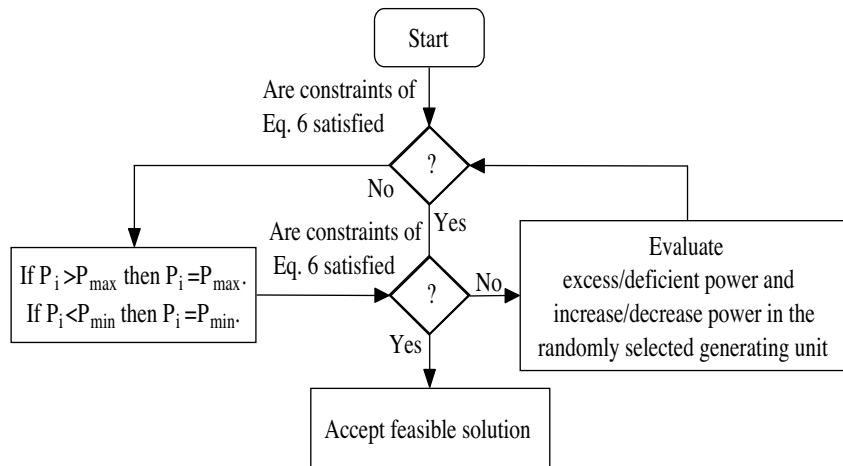 Start
Are constraints of
Eq. 6 satisfied
?
No
Yes
If P_i >P_max then P_i =P_max.
If P_i<P_min then P_i =P_min.
Are constraints of
Eq. 6 satisfied
?
No
Yes
Evaluate
excess/deficient power and
increase/decrease power in the
randomly selected generating unit
Accept feasible solution